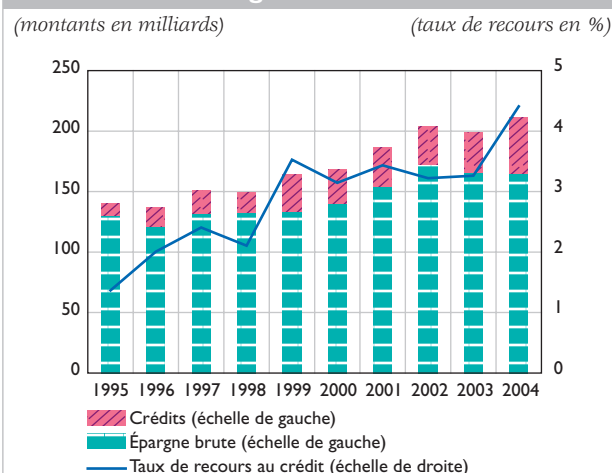 (montants en milliards) (taux de recours en %)
250 5
200 4
150 3
100 2
50 1
0 0
1995 1996 1997 1998 1999 2000 2001 2002 2003 2004
Crédits (échelle de gauche)
Épargne brute (échelle de gauche)
Taux de recours au crédit (échelle de droite)